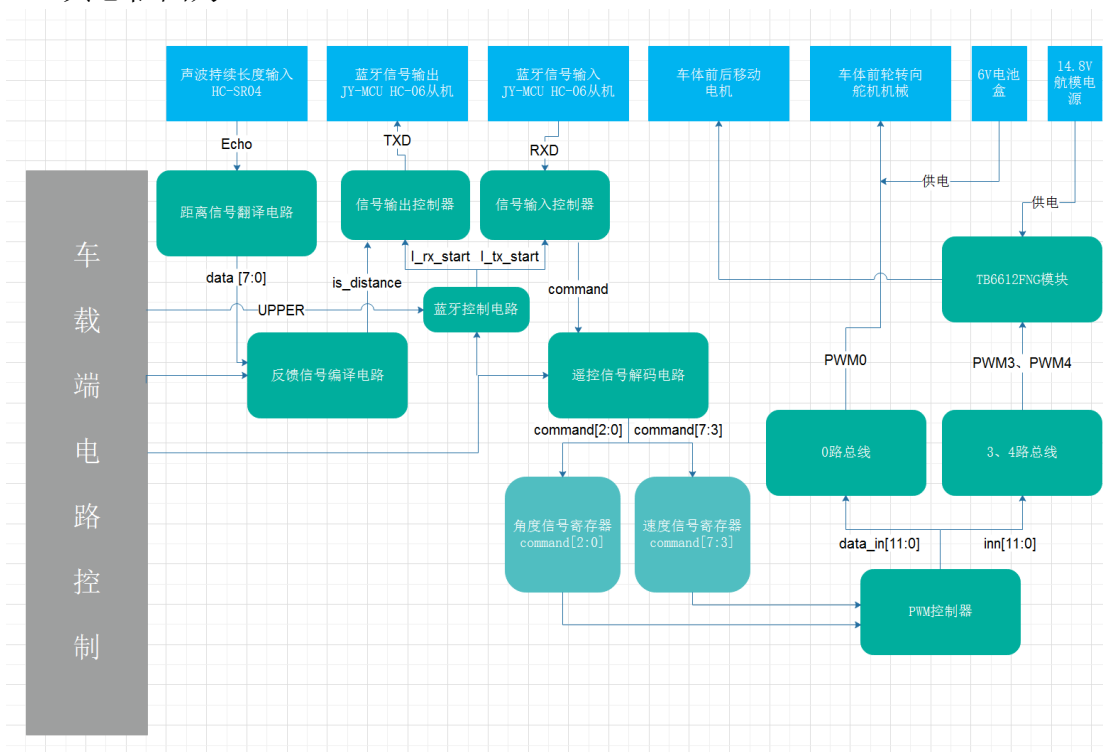 声波持续长度输入
HC-SR04
蓝牙信号输出
JY-MCU HC-06从机
蓝牙信号输入
JY-MCU HC-06从机
车体前后移动
电机
车体前轮转向
舵机机械
6V电池
盒
14.8V
航模电
源
Echo
TXD
RXD
供电
供电
距离信号翻译电路
信号输出控制器
信号输入控制器
车载端电路控制
l_rx_start
l_tx_start
data [7:0]
is_distance
command
TB6612FNG模块
UPPER
蓝牙控制电路
反馈信号编译电路
遥控信号解码电路
PWM0
PWM3、PWM4
command[2:0]
command[7:3]
0路总线
3、4路总线
角度信号寄存器
command[2:0]
速度信号寄存器
command[7:3]
data_in[11:0]
inn[11:0]
PWM控制器